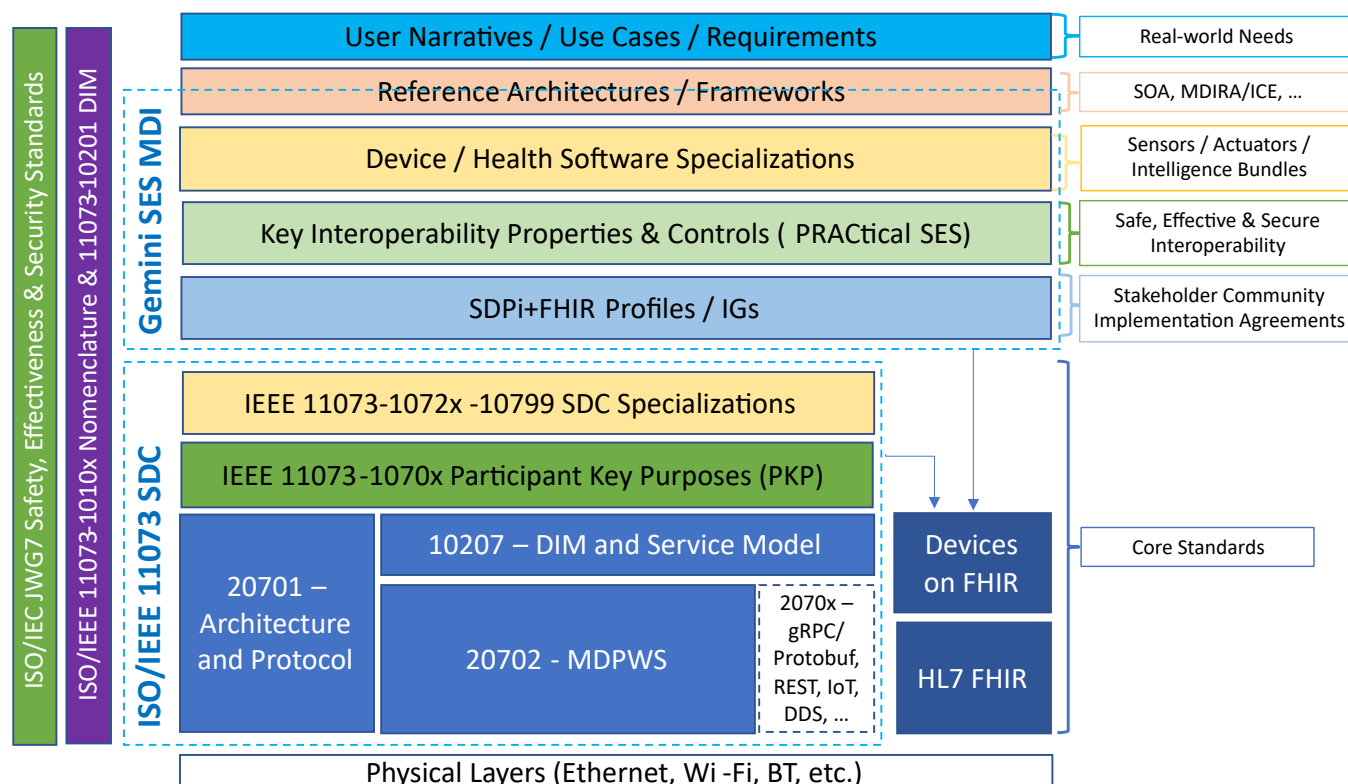 ISO/IEC JWG7 Safety, Effectiveness & Security Standards
ISO/IEEE 11073-1010x Nomenclature & 11073-10201 DIM
User Narratives / Use Cases / Requirements
Real-world Needs
Reference Architectures / Frameworks
SOA, MDIRA/ICE, ...
Gemini SES MDI
Device / Health Software Specializations
Sensors / Actuators /
Intelligence Bundles
Key Interoperability Properties & Controls ( PRACtical SES)
Safe, Effective & Secure
Interoperability
SDPi+FHIR Profiles / IGs
Stakeholder Community
Implementation Agreements
ISO/IEEE 11073 SDC
IEEE 11073-1072x -10799 SDC Specializations
IEEE 11073-1070x Participant Key Purposes (PKP)
20701 –
Architecture
and Protocol
10207 – DIM and Service Model
20702 - MDPWS
2070x –
gRPC/
Protobuf,
REST, IoT,
DDS, ...
Devices
on FHIR
HL7 FHIR
Core Standards
Physical Layers (Ethernet, Wi -Fi, BT, etc.)